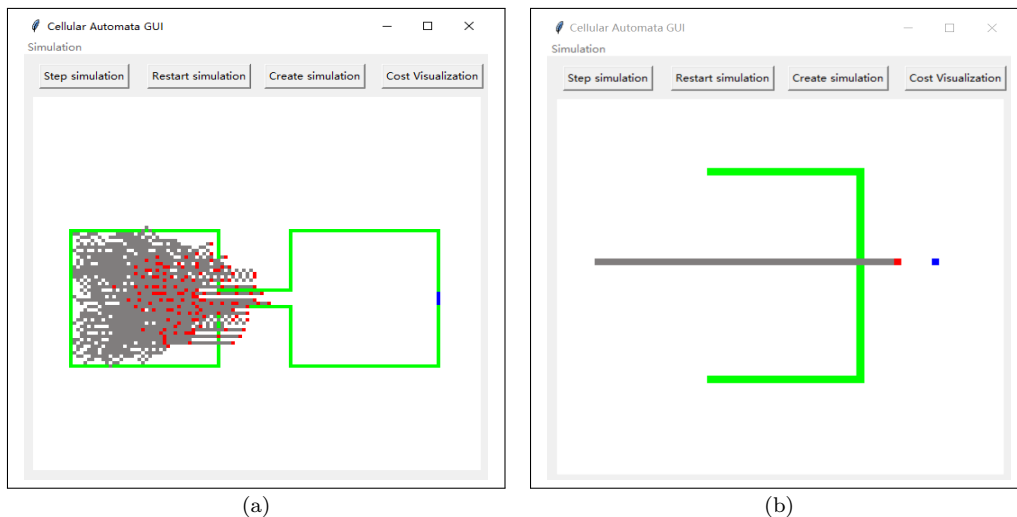 Cellular Automata GUI
Simulation
Step simulation
Restart simulation
Create simulation
Cost Visualization
(a)
Cellular Automata GUI
Simulation
Step simulation
Restart simulation
Create simulation
Cost Visualization
(b)